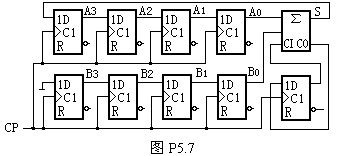 A3 A2 A1 A0 Σ S
1D 1D 1D 1D
C1 C1 C1 C1 CI CO
R R R R
B3 B2 B1 B0
1D 1D 1D 1D 1D
C1 C1 C1 C1 C1
R R R R R
CP
图 P5.7